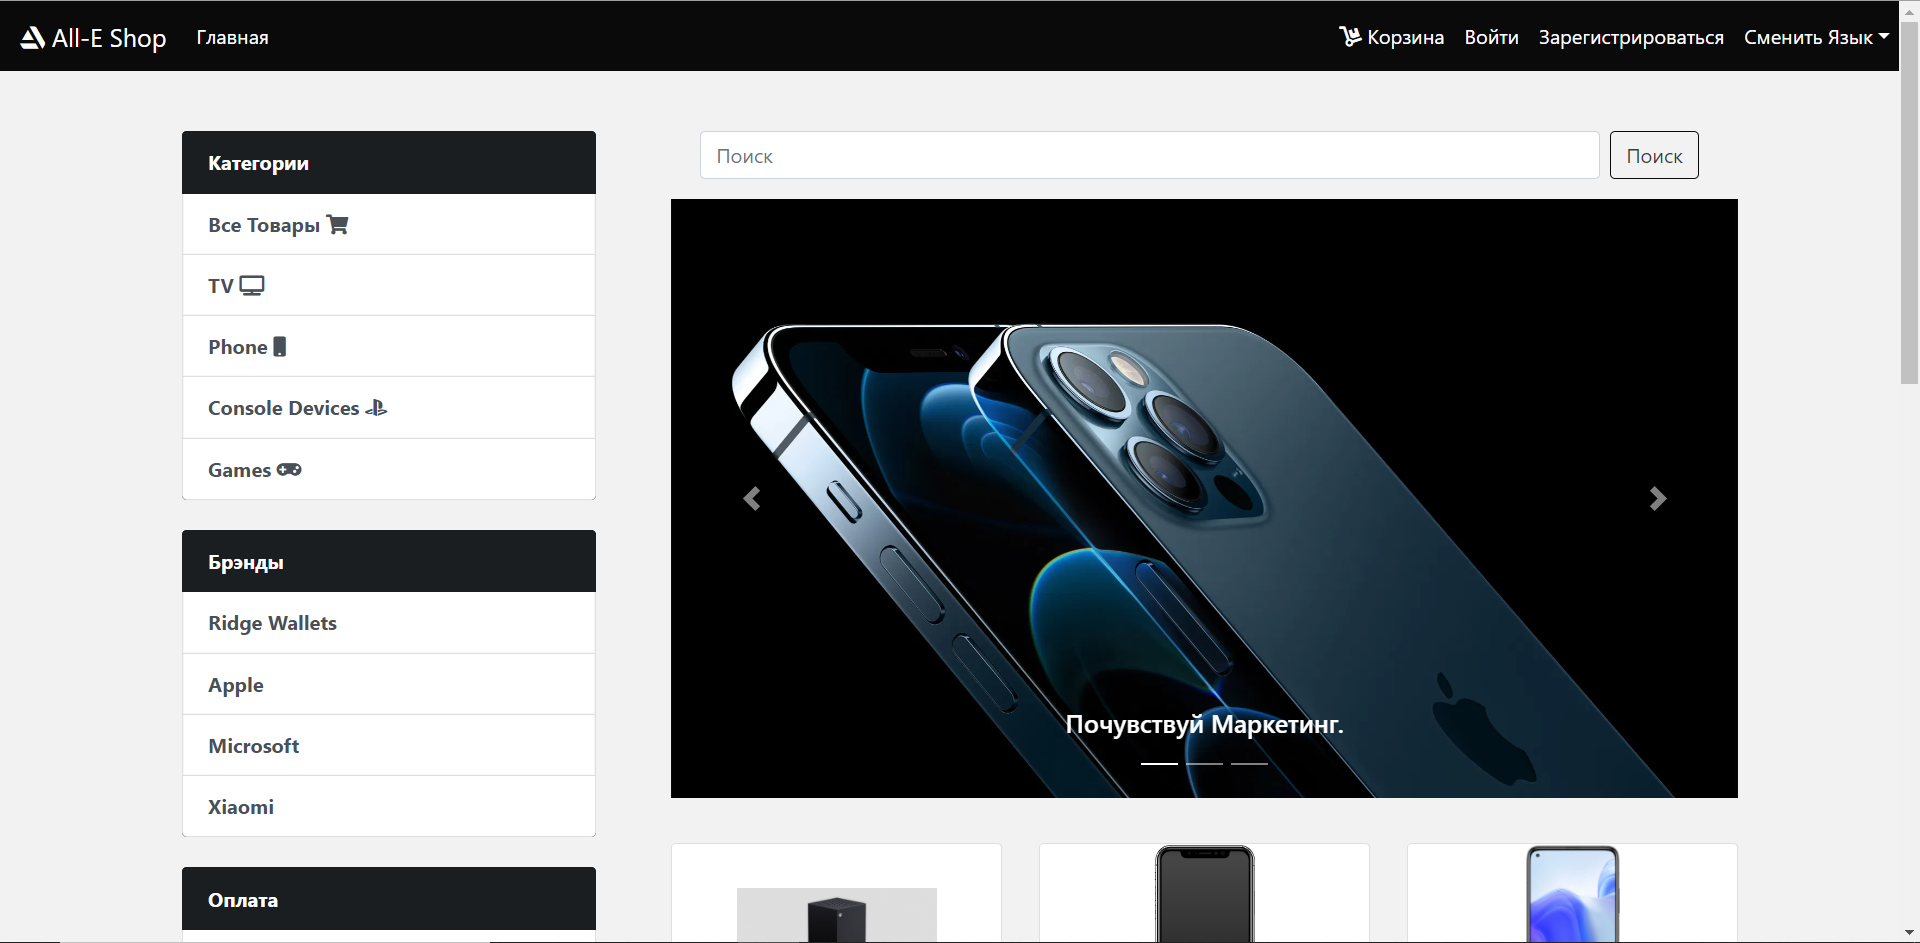 All-E Shop
Главная
Корзина
Войти
Зарегистрироваться
Сменить Язык
Категории
Все Товары
TV
Phone
Console Devices
Games
Брэнды
Ridge Wallets
Apple
Microsoft
Xiaomi
Оплата
Поиск
Поиск
Почувствуй Маркетинг.